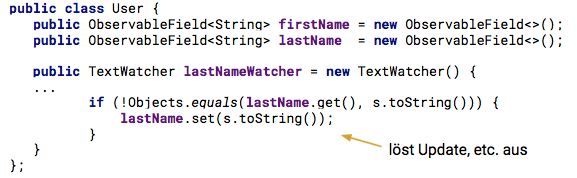 public class User {
    public ObservableField<String> firstName = new ObservableField<>();
    public ObservableField<String> lastName  = new ObservableField<>();

    public TextWatcher lastNameWatcher = new TextWatcher() {
    ...
        if (!Objects.equals(lastName.get(), s.toString())) {
            lastName.set(s.toString());
        }
    }
};
löst Update, etc. aus